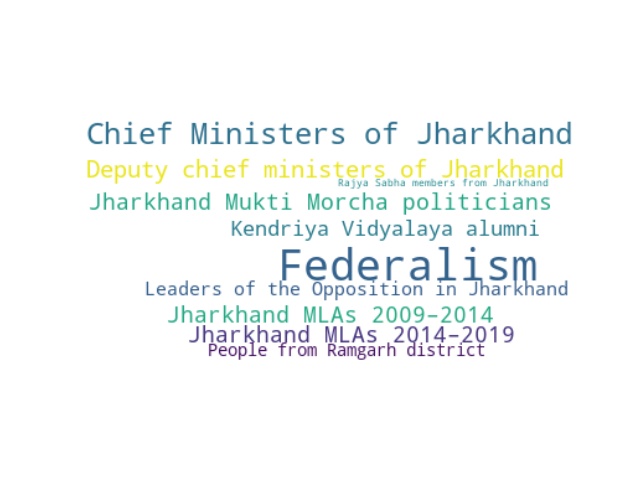 Chief Ministers of Jharkhand
Deputy chief ministers of Jharkhand
Rajya Sabha members from Jharkhand
Jharkhand Mukti Morcha politicians
Kendriya Vidyalaya alumni
Federalism
Leaders of the Opposition in Jharkhand
Jharkhand MLAs 2009–2014
Jharkhand MLAs 2014–2019
People from Ramgarh district